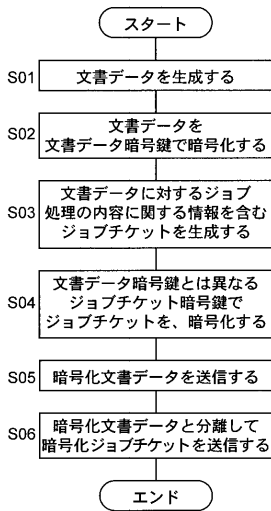 スタート
S01
文書データを生成する
S02
文書データを
文書データ暗号鍵で暗号化する
S03
文書データに対するジョブ
処理の内容に関する情報を含む
ジョブチケットを生成する
S04
文書データ暗号鍵とは異なる
ジョブチケット暗号鍵で
ジョブチケットを、暗号化する
S05
暗号化文書データを送信する
S06
暗号化文書データと分離して
暗号化ジョブチケットを送信する
エンド